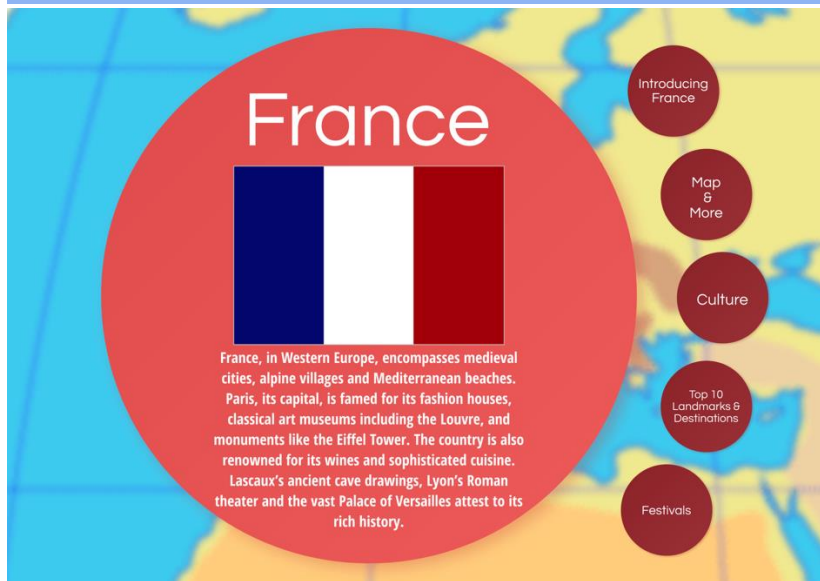 France
France, in Western Europe, encompasses medieval
cities, alpine villages and Mediterranean beaches.
Paris, its capital, is famed for its fashion houses,
classical art museums including the Louvre, and
monuments like the Eiffel Tower. The country is also
renowned for its wines and sophisticated cuisine.
Lascaux’s ancient cave drawings, Lyon’s Roman
theater and the vast Palace of Versailles attest to its
rich history.
Introducing
France
Map
&
More
Culture
Top 10
Landmarks &
Destinations
Festivals